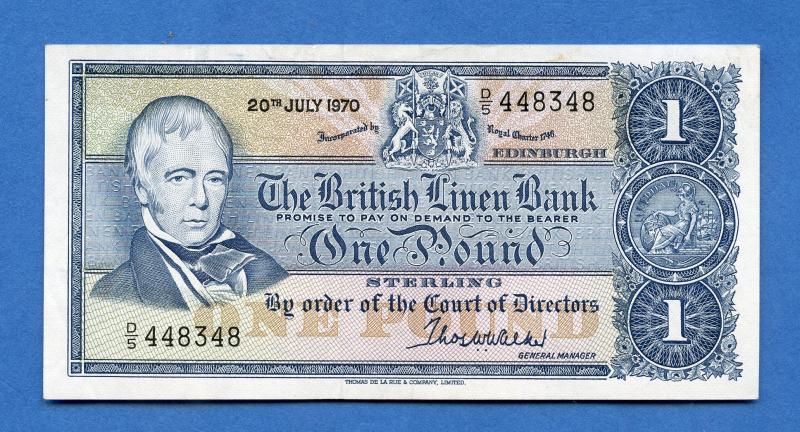 20TH JULY 1970
D/5 448348
Incorporated by Royal Charter 1746.
EDINBURGH
1
The British Linen Bank
PROMISE TO PAY ON DEMAND TO THE BEARER
One Pound
STERLING
By order of the Court of Directors
ONE POUND
D/5 448348
Thos W Walker
GENERAL MANAGER
1
THOMAS DE LA RUE & COMPANY, LIMITED.